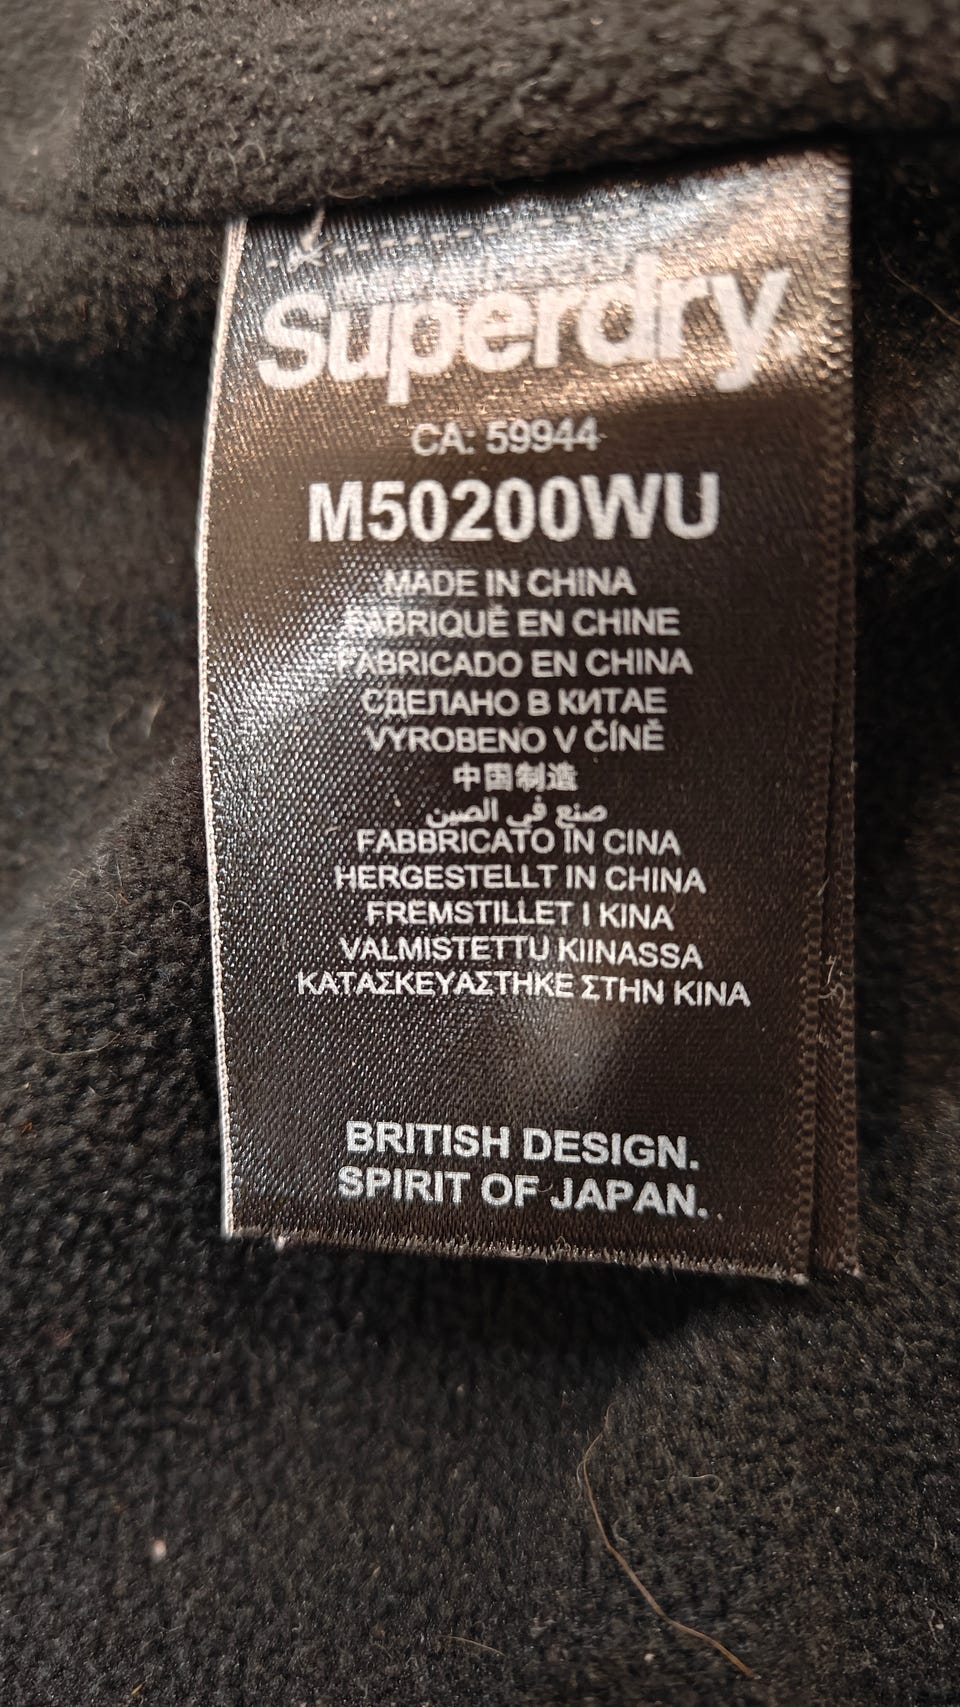 Superdry.
CA: 59944
M50200WU
MADE IN CHINA
FABRIQUÉ EN CHINE
FABRICADO EN CHINA
СДЕЛАНО В КИТАЕ
VYROBENO V ČÍNĚ
中国制造
صنع في الصين
FABBRICATO IN CINA
HERGESTELLT IN CHINA
FREMSTILLET I KINA
VALMISTETTU KIINASSA
ΚΑΤΑΣΚΕΥΑΣΤΗΚΕ ΣΤΗΝ ΚΙΝΑ
BRITISH DESIGN.
SPIRIT OF JAPAN.